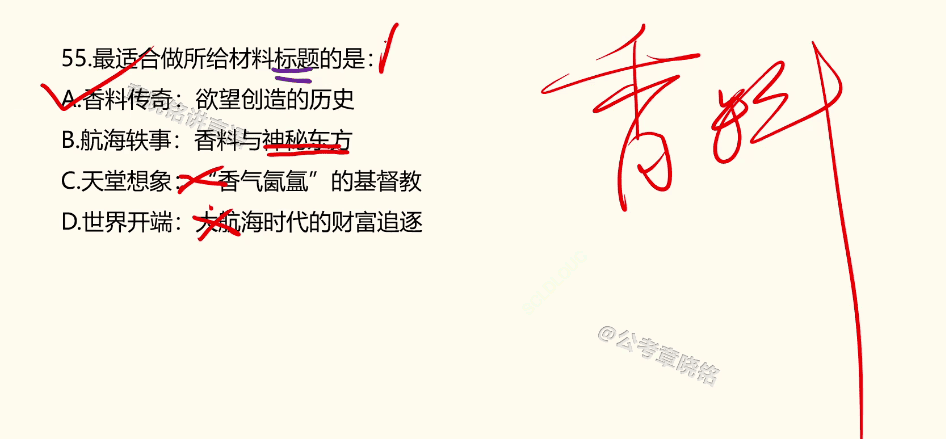 55.最适合做所给材料标题的是：
A.香料传奇：欲望创造的历史
B.航海轶事：香料与神秘东方
C.天堂想象：“香气氤氲”的基督教
D.世界开端：大航海时代的财富追逐
香料
@公考章晓铭